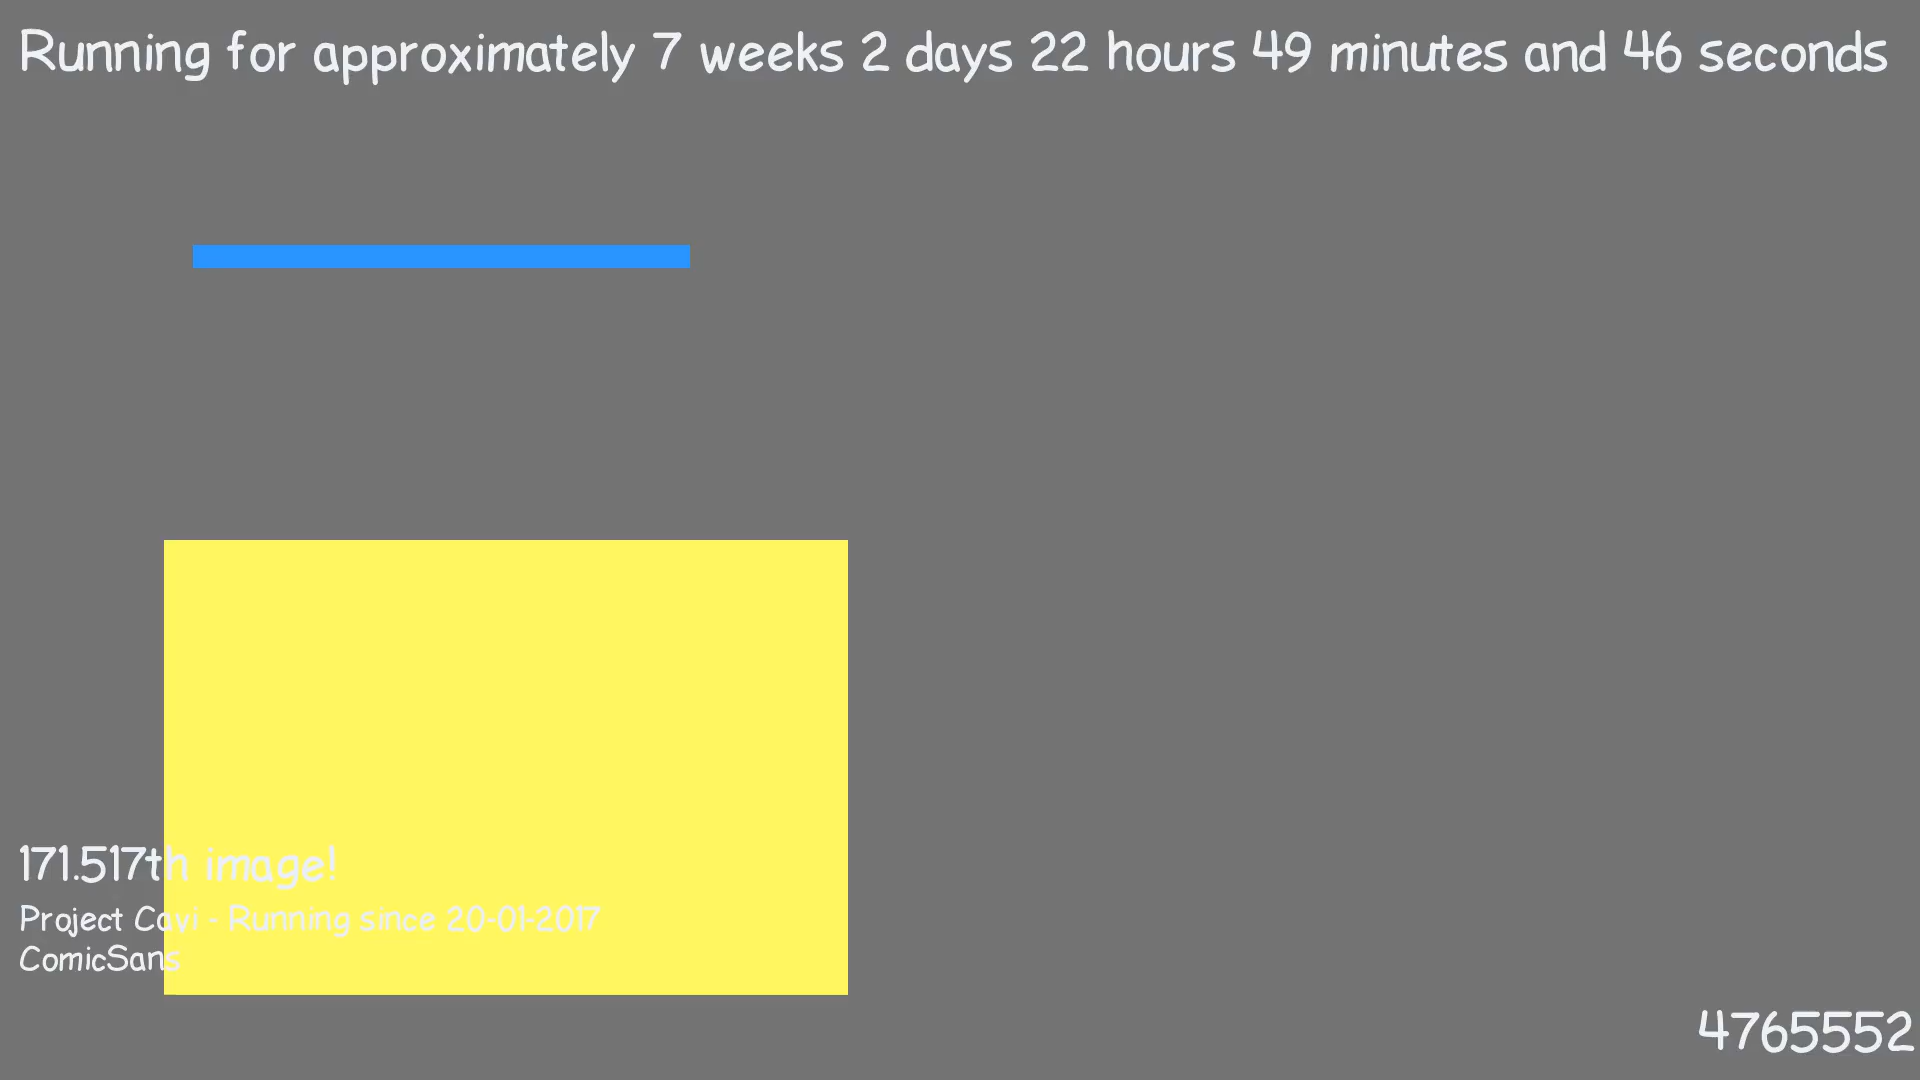 Running for approximately 7 weeks 2 days 22 hours 49 minutes and 46 seconds
171.517th image!
Project Cavi - Running since 20-01-2017
ComicSans
4765552